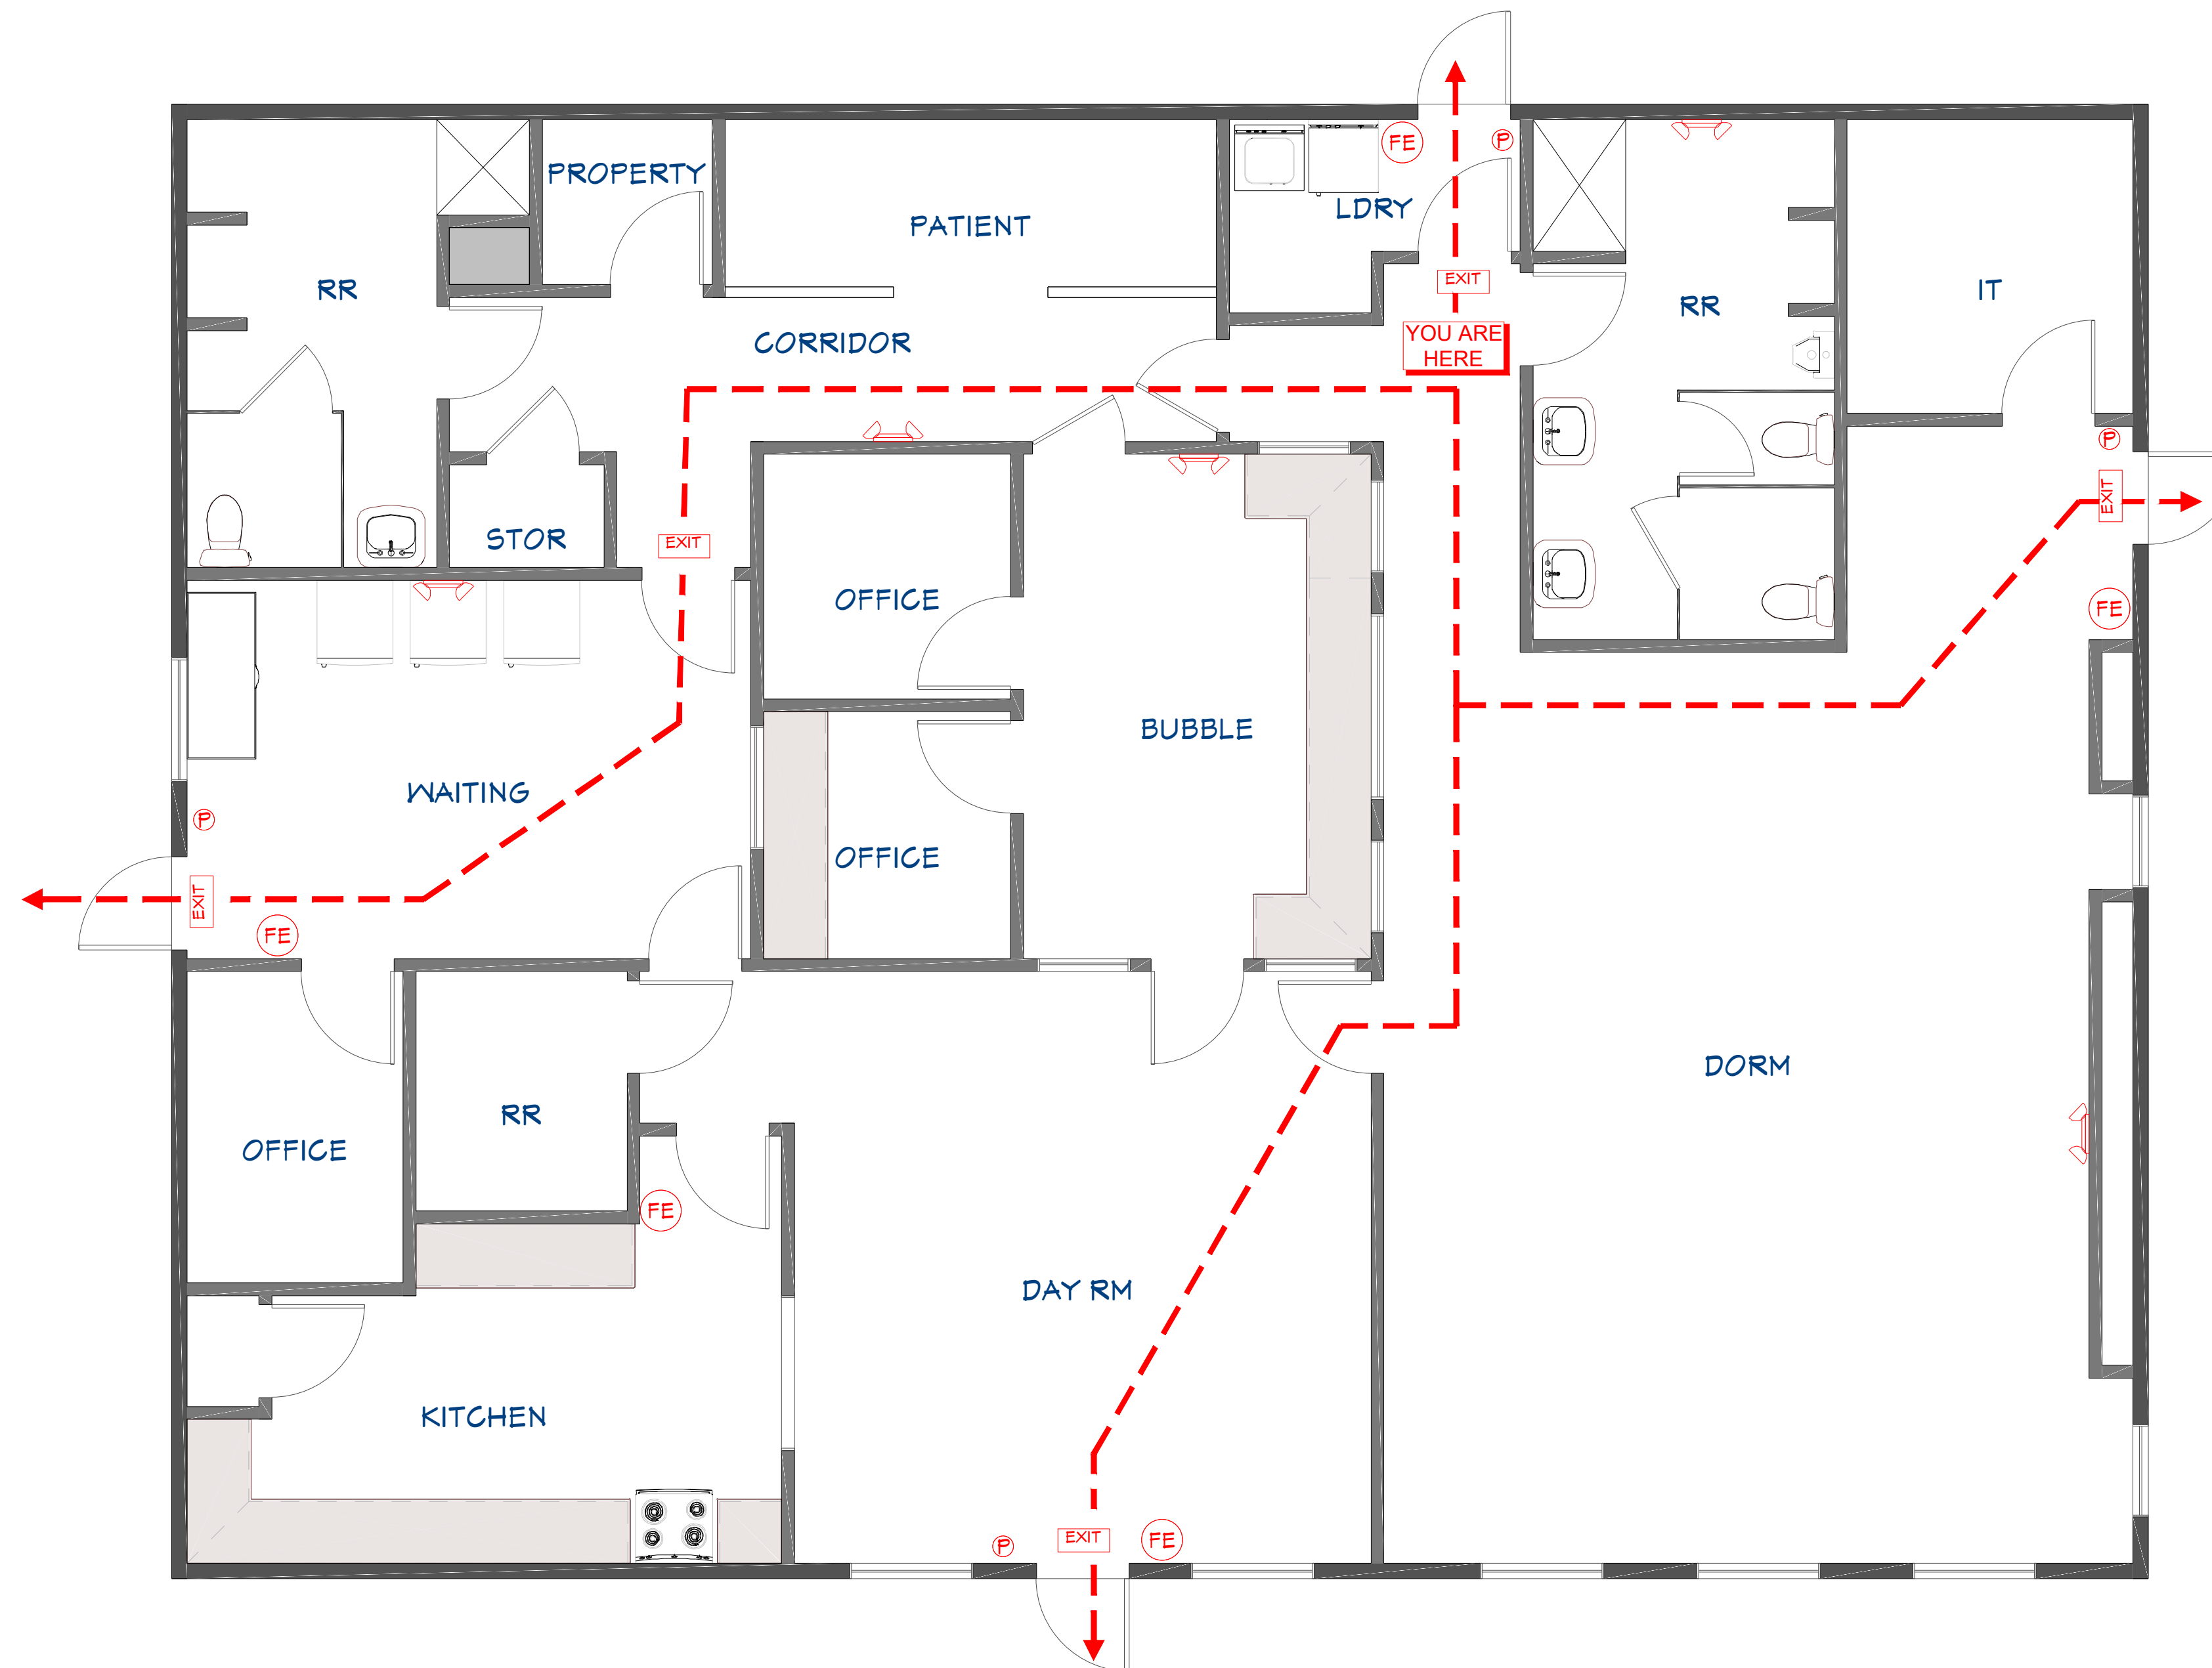 FE
P
PROPERTY
LDRY
PATIENT
EXIT
RR
IT
RR
YOU ARE
HERE
CORRIDOR
P
EXIT
STOR
EXIT
OFFICE
FE
BUBBLE
WAITING
P
OFFICE
EXIT
FE
DORM
RR
OFFICE
FE
DAY RM
KITCHEN
P
EXIT
FE